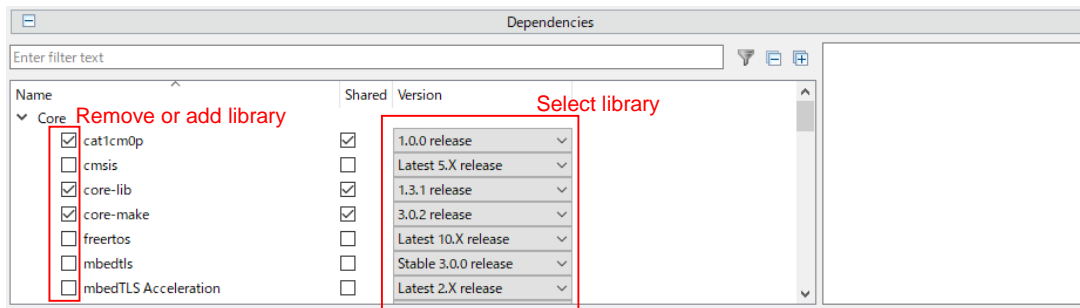 Dependencies
Enter filter text
Name Shared Version
Select library
Core Remove or add library
cat1cm0p 1.0.0 release
cmsis Latest 5.X release
core-lib 1.3.1 release
core-make 3.0.2 release
freertos Latest 10.X release
mbedtls Stable 3.0.0 release
mbedTLS Acceleration Latest 2.X release